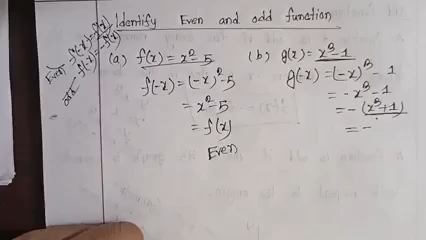 Identify Even and odd function
Even f(-x) = f(x)
odd f(-x) = -f(x)
(a) f(x) = x² - 5
f(-x) = (-x)² - 5
= x² - 5
= f(x)
Even
(b) g(x) = x³ - 1
g(-x) = (-x)³ - 1
= -x³ - 1
= -(x³ + 1)
= -